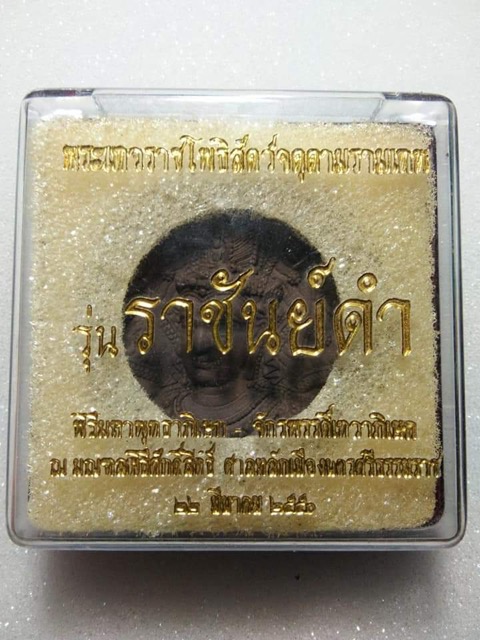 พระเทวราชโพธิสัตว์จตุคามรามเทพ
รุ่น ราชันย์ดำ
พิธีมหาพุทธาภิเษก - จักรพรรดิ์เทวาภิเษก
ณ มณฑลพิธีศักดิ์สิทธิ์ ศาลหลักเมืองนครศรีธรรมราช
๒๒ มีนาคม ๒๕๕๐